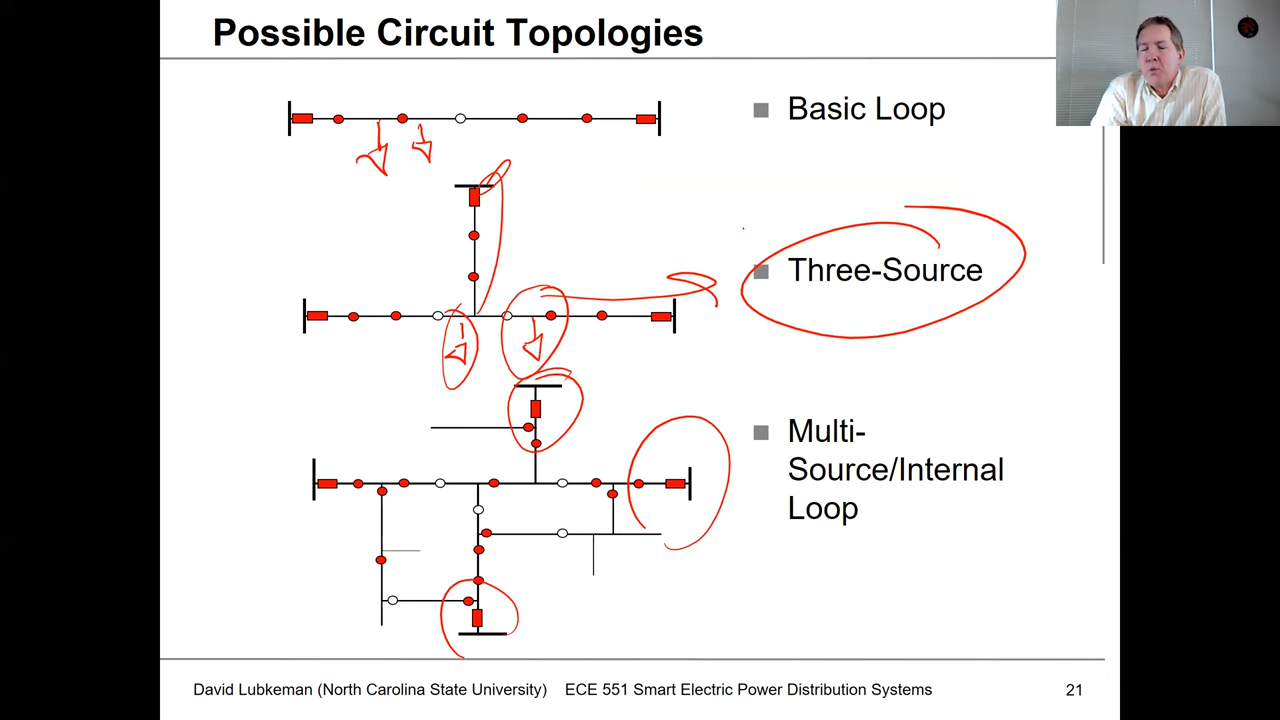 Possible Circuit Topologies
Basic Loop
Three-Source
Multi-
Source/Internal
Loop
David Lubkeman (North Carolina State University) ECE 551 Smart Electric Power Distribution Systems 21